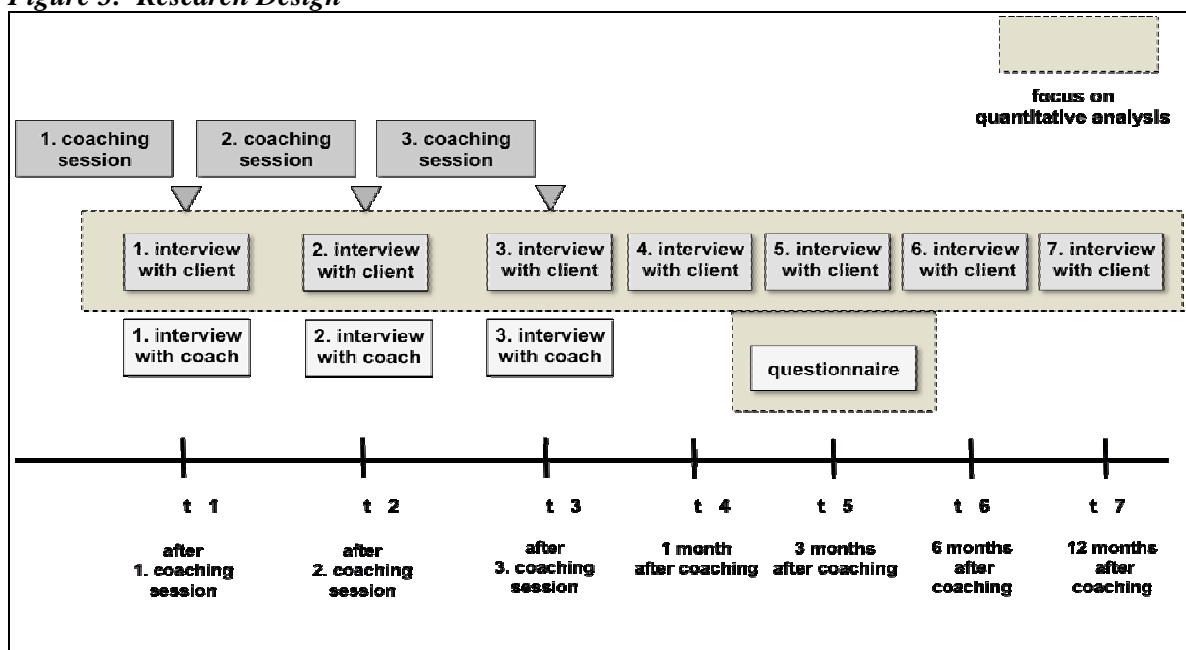 Figure 3:  Research Design
focus on
quantitative analysis
1. coaching
session
2. coaching
session
3. coaching
session
1. interview
with client
2. interview
with client
3. interview
with client
4. interview
with client
5. interview
with client
6. interview
with client
7. interview
with client
1. interview
with coach
2. interview
with coach
3. interview
with coach
questionnaire
t 1
t 2
t 3
t 4
t 5
t 6
t 7
after
1. coaching
session
after
2. coaching
session
after
3. coaching
session
1 month
after coaching
3 months
after coaching
6 months
after
coaching
12 months
after
coaching